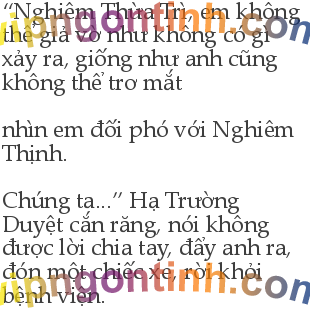 “Nghiêm Thừa Trì, em không
thể giả vờ như không có gì
xảy ra, giống như anh cũng
không thể trơ mắt
nhìn em đối phó với Nghiêm
Thịnh.
Chúng ta...” Hạ Trường
Duyệt cắn răng, nói không
được lời chia tay, đẩy anh ra,
đón một chiếc xe, rời khỏi
bệnh viện.
vipngontinh.com
vipngontinh.com